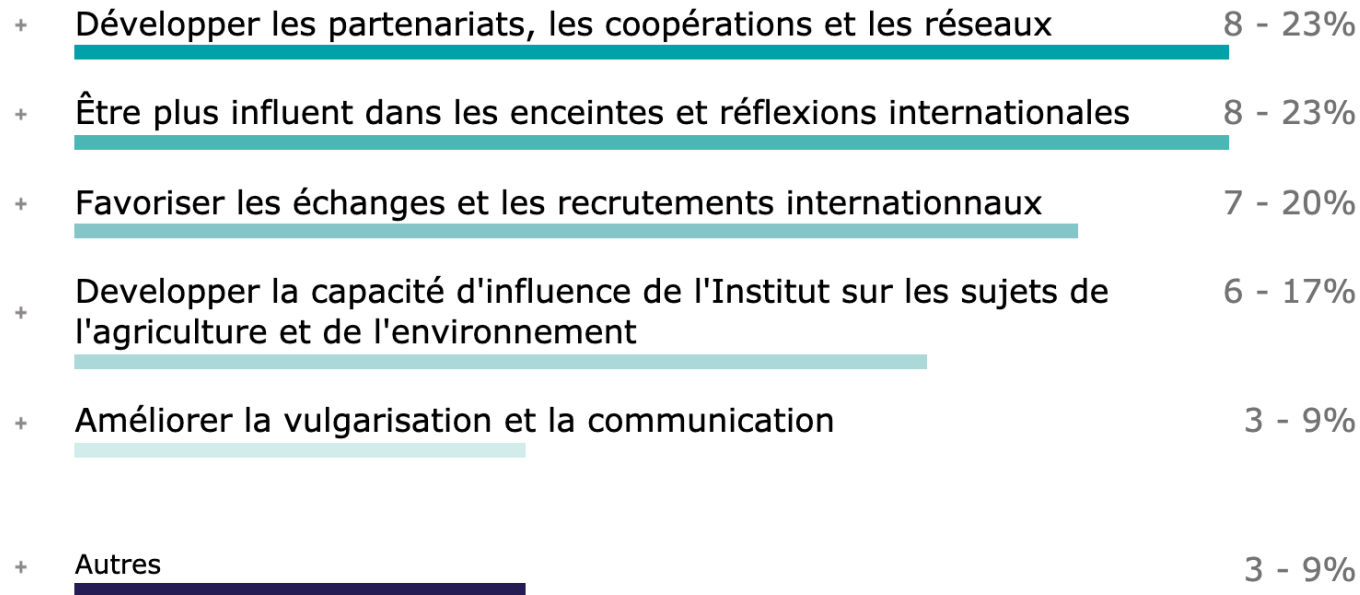 + Développer les partenariats, les coopérations et les réseaux 8 - 23%
+ Être plus influent dans les enceintes et réflexions internationales 8 - 23%
+ Favoriser les échanges et les recrutements internationnaux 7 - 20%
+ Developper la capacité d'influence de l'Institut sur les sujets de 6 - 17%
l'agriculture et de l'environnement
+ Améliorer la vulgarisation et la communication 3 - 9%
+ Autres 3 - 9%